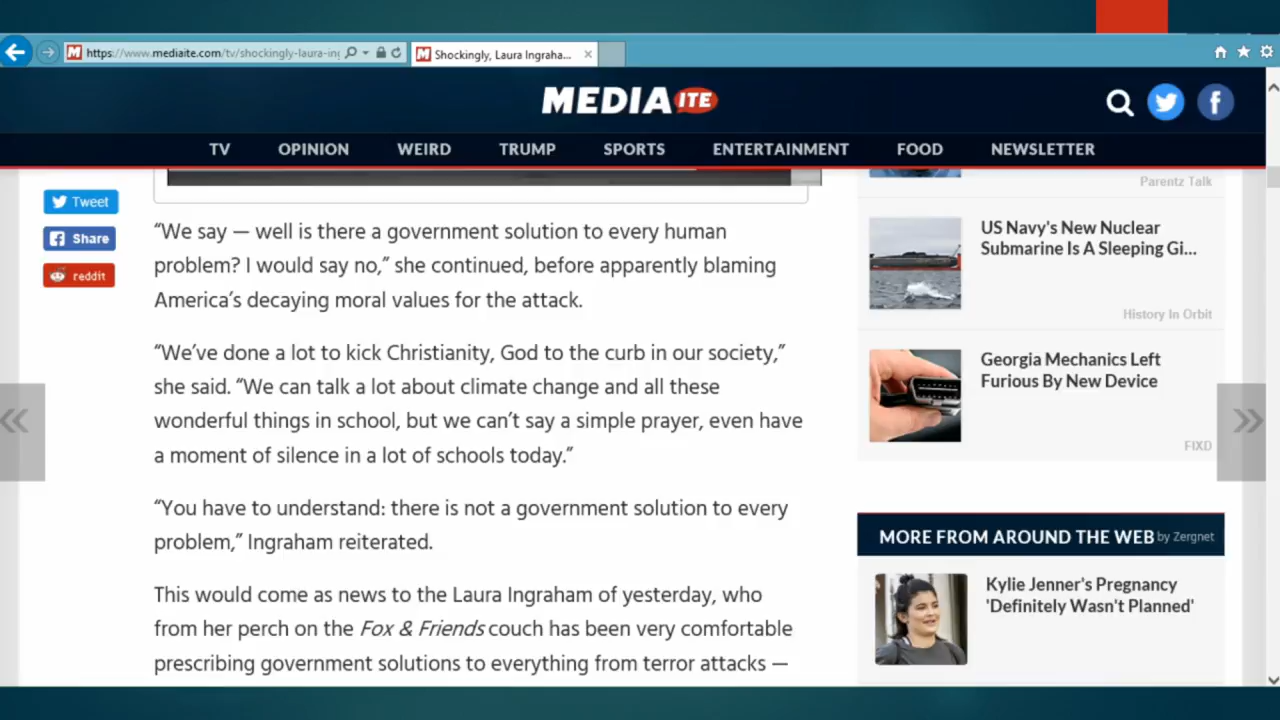 https://www.mediaite.com/tv/shockingly-laura-in
Shockingly, Laura Ingraha...
MEDIAITE
TV OPINION WEIRD TRUMP SPORTS ENTERTAINMENT FOOD NEWSLETTER
Tweet
Share
reddit
“We say — well is there a government solution to every human
problem? I would say no,” she continued, before apparently blaming
America’s decaying moral values for the attack.
“We’ve done a lot to kick Christianity, God to the curb in our society,”
she said. “We can talk a lot about climate change and all these
wonderful things in school, but we can’t say a simple prayer, even have
a moment of silence in a lot of schools today.”
“You have to understand: there is not a government solution to every
problem,” Ingraham reiterated.
This would come as news to the Laura Ingraham of yesterday, who
from her perch on the Fox & Friends couch has been very comfortable
prescribing government solutions to everything from terror attacks —
Parentz Talk
US Navy's New Nuclear
Submarine Is A Sleeping Gi...
History In Orbit
Georgia Mechanics Left
Furious By New Device
FIXD
MORE FROM AROUND THE WEB by Zergnet
Kylie Jenner's Pregnancy
'Definitely Wasn't Planned'